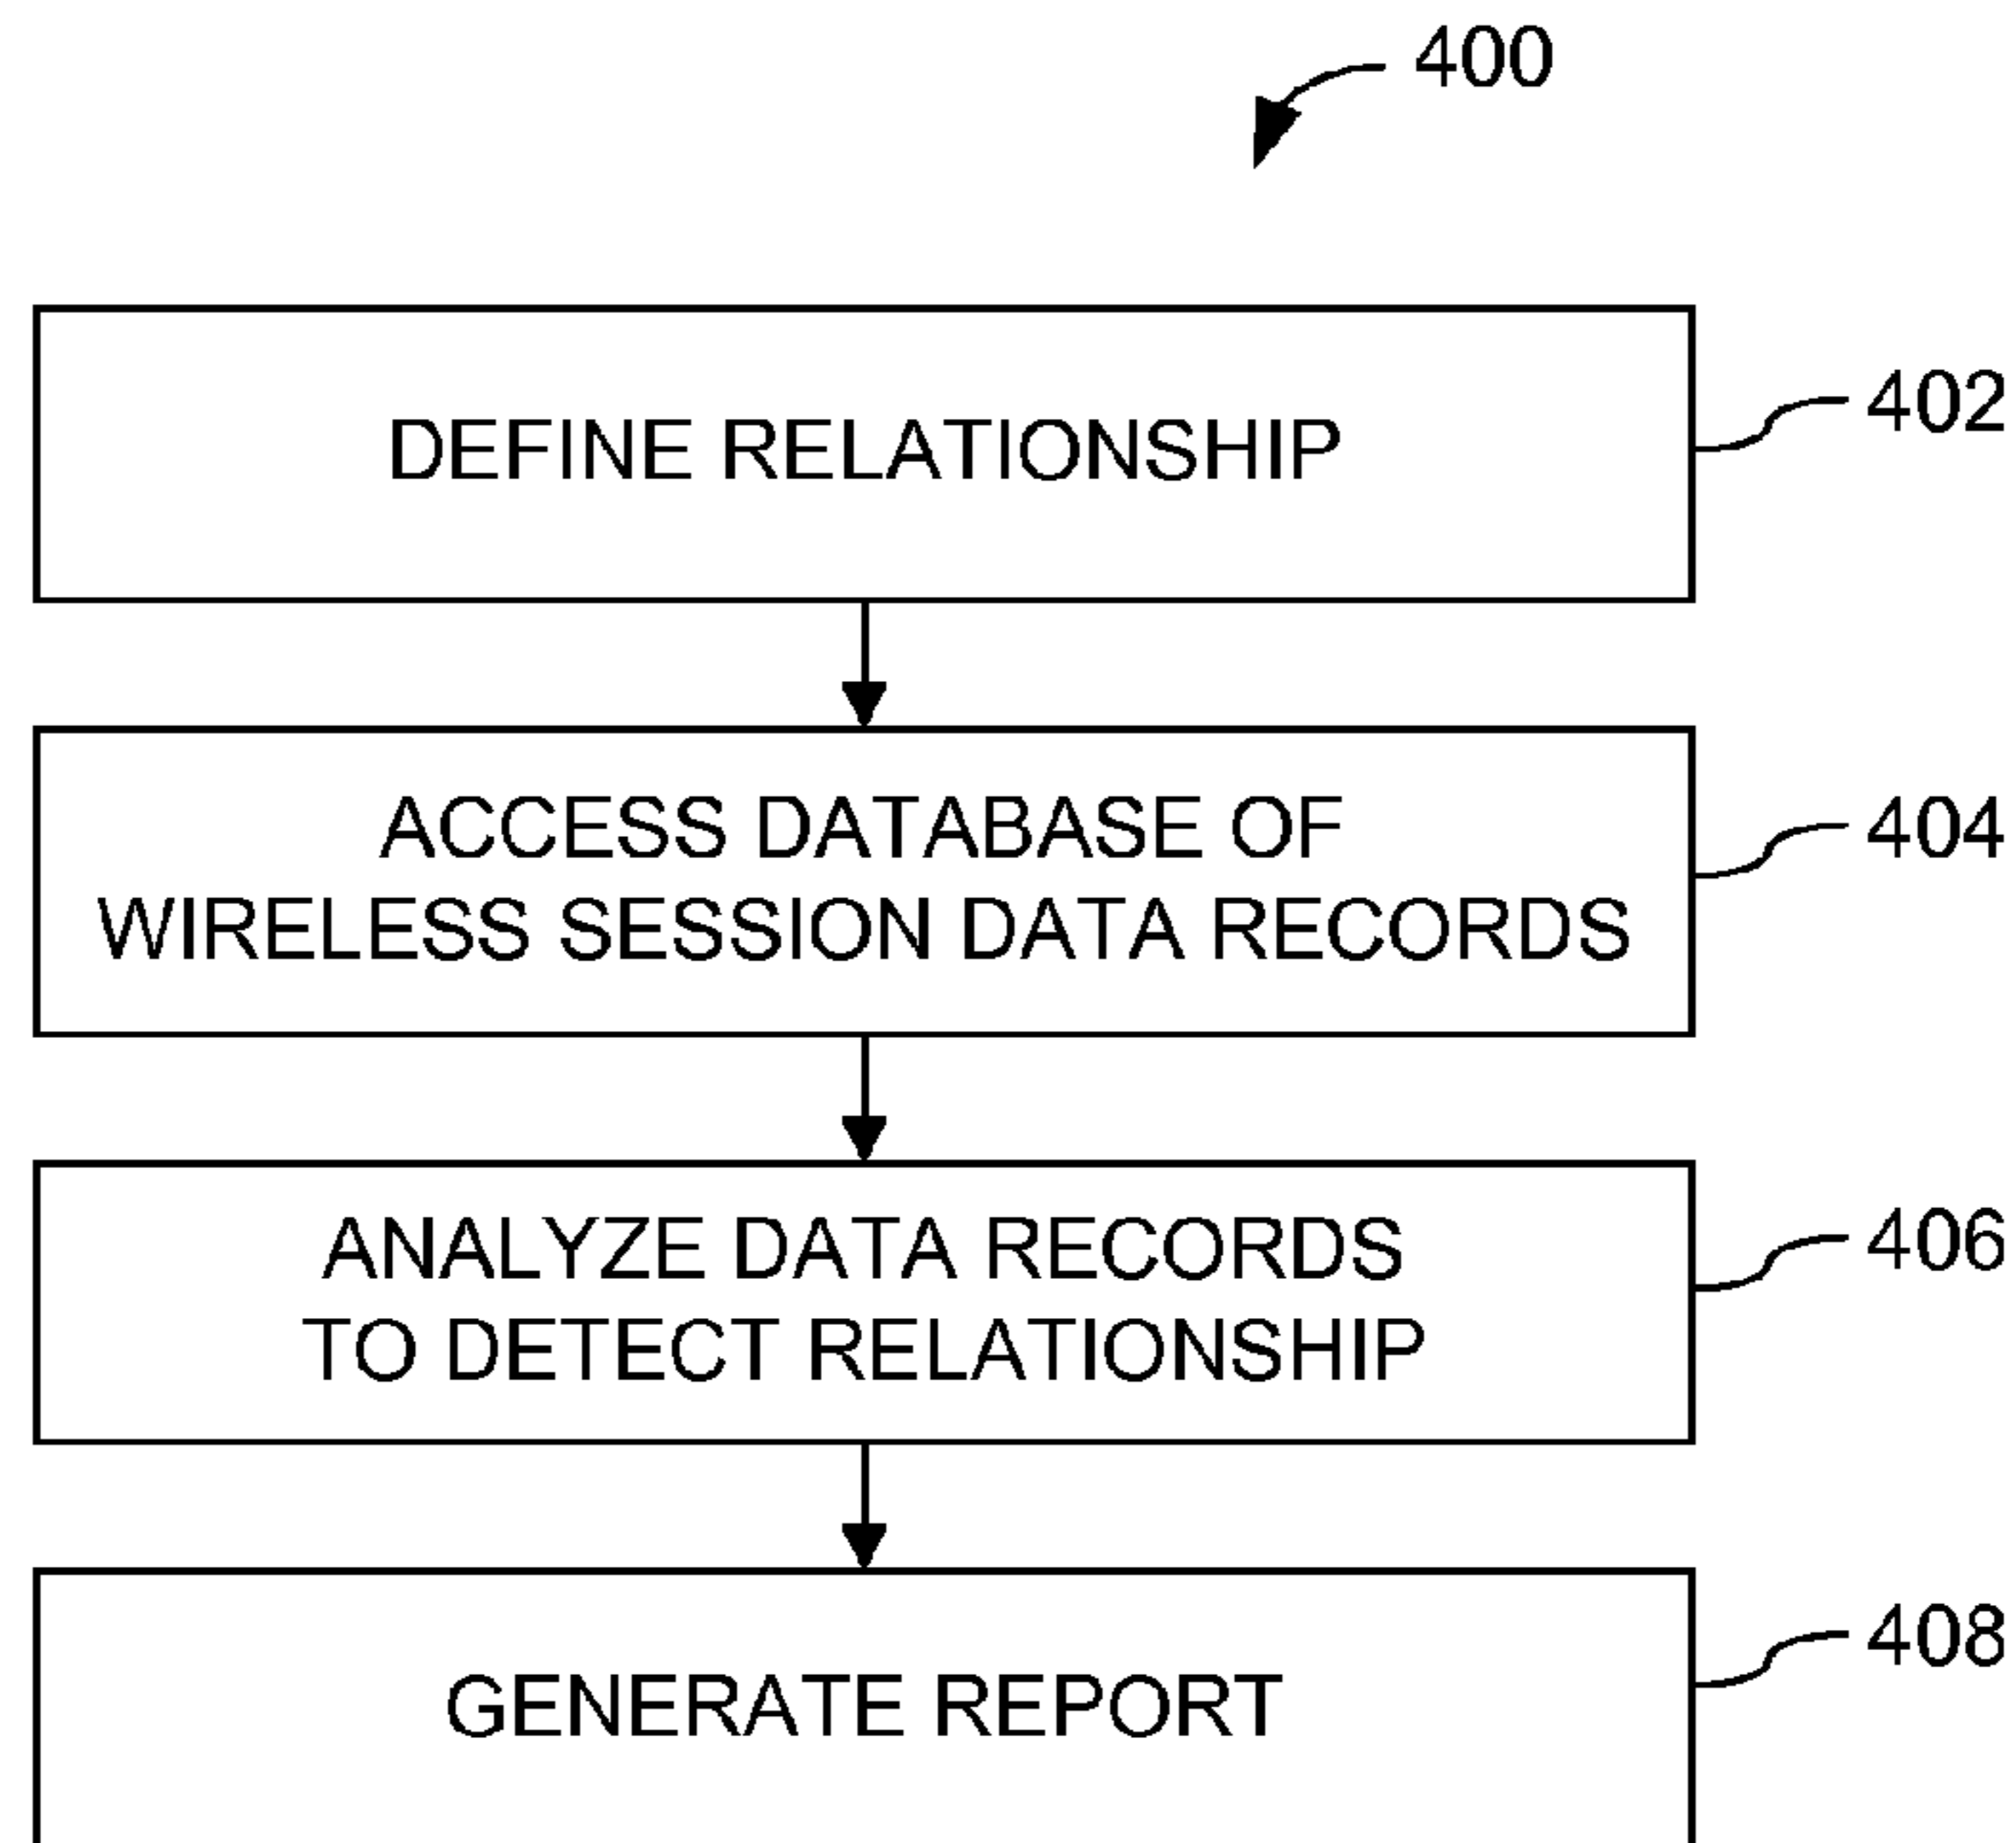 400
DEFINE RELATIONSHIP
402
ACCESS DATABASE OF
WIRELESS SESSION DATA RECORDS
404
ANALYZE DATA RECORDS
TO DETECT RELATIONSHIP
406
GENERATE REPORT
408